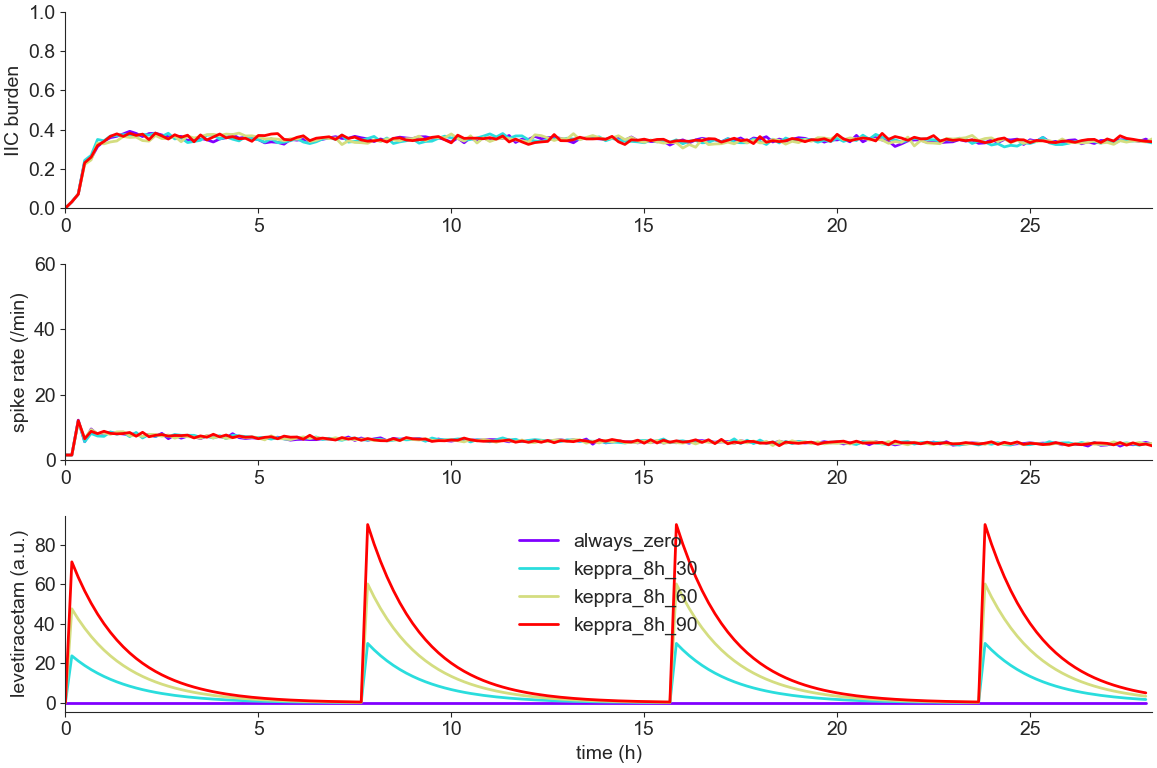 IIC burden
1.0
0.8
0.6
0.4
0.2
0.0
0 5 10 15 20 25
spike rate (/min)
60
40
20
0
0 5 10 15 20 25
levetiracetam (a.u.)
80
60
40
20
0
always_zero
keppra_8h_30
keppra_8h_60
keppra_8h_90
0 5 10 15 20 25
time (h)